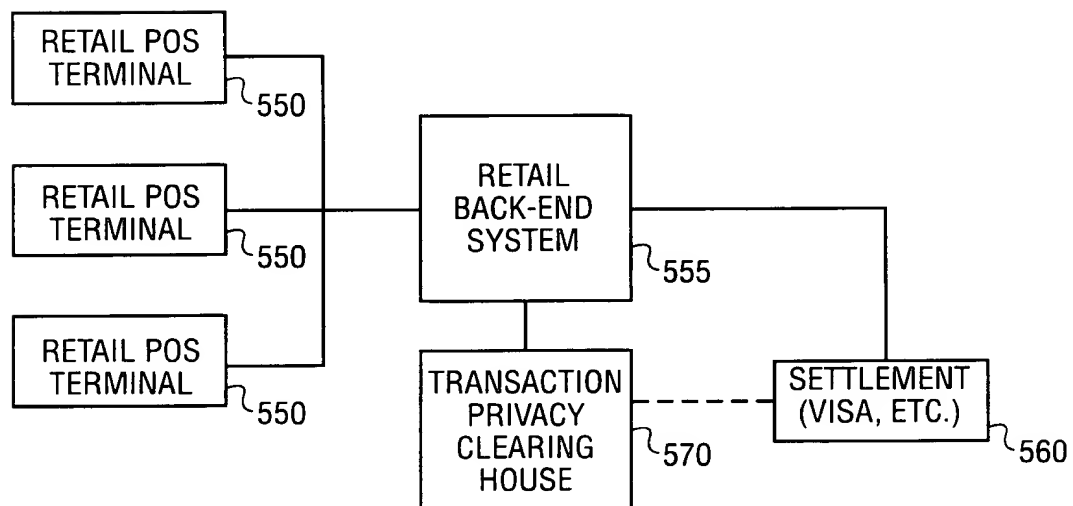 RETAIL POS
TERMINAL
550
RETAIL POS
TERMINAL
550
RETAIL POS
TERMINAL
550
RETAIL
BACK-END
SYSTEM
555
TRANSACTION
PRIVACY
CLEARING
HOUSE
570
SETTLEMENT
(VISA, ETC.)
560